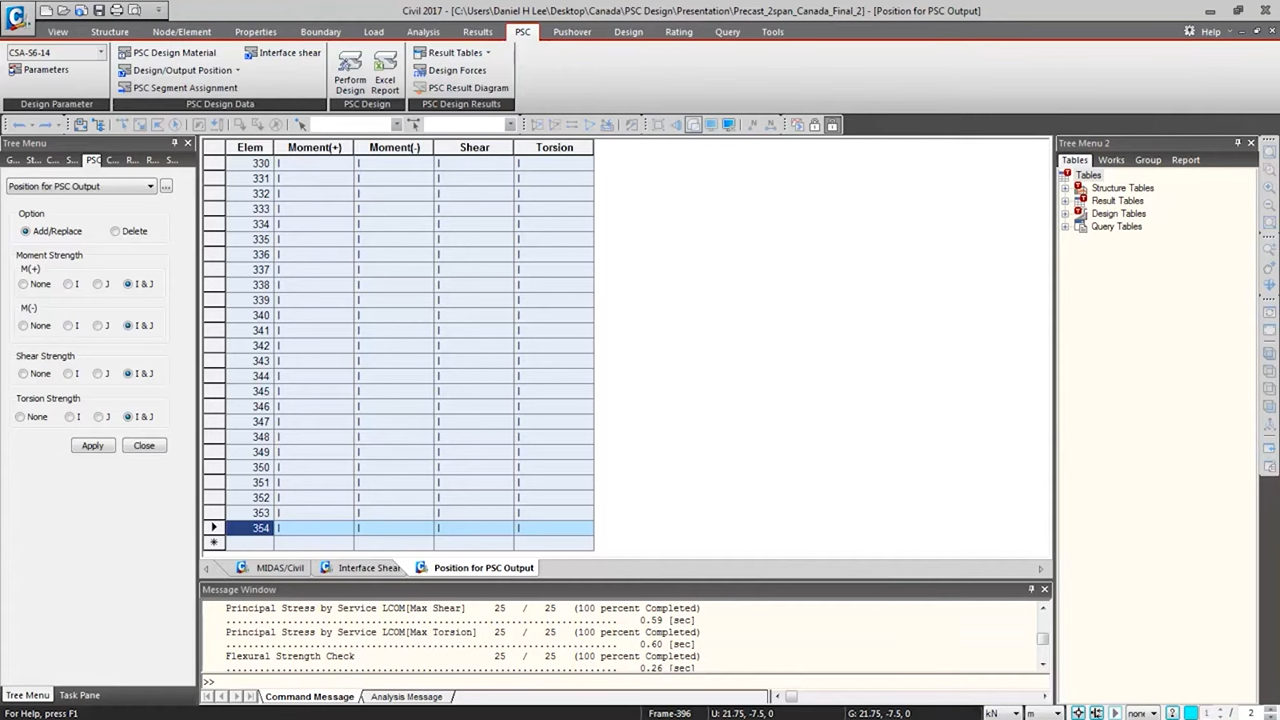 Civil 2017 - [C:\Users\Daniel H Lee\Desktop\Canada\PSC Design\Presentation\Precast_2span_Canada_Final_2] - [Position for PSC Output]
View Structure Node/Element Properties Boundary Load Analysis Results PSC Pushover Design Rating Query Tools Help
CSA-S6-14
Parameters
Design Parameter
PSC Design Material Interface shear
Design/Output Position
PSC Segment Assignment
PSC Design Data
Perform Design
Excel Report
PSC Design
Result Tables
Design Forces
PSC Result Diagram
PSC Design Results
Tree Menu
G... St... C... S... PSC C... R... R... S...
Position for PSC Output ...
Option
Add/Replace Delete
Moment Strength
M(+)
None I J I & J
M(-)
None I J I & J
Shear Strength
None I J I & J
Torsion Strength
None I J I & J
Apply Close
Elem Moment(+) Moment(-) Shear Torsion
330 I I I I
331 I I I I
332 I I I I
333 I I I I
334 I I I I
335 I I I I
336 I I I I
337 I I I I
338 I I I I
339 I I I I
340 I I I I
341 I I I I
342 I I I I
343 I I I I
344 I I I I
345 I I I I
346 I I I I
347 I I I I
348 I I I I
349 I I I I
350 I I I I
351 I I I I
352 I I I I
353 I I I I
354 I I I I
MIDAS/Civil Interface Shear Position for PSC Output
Message Window
Principal Stress by Service LCOM[Max Shear] 25 / 25 (100 percent Completed)
........................................................................ 0.59 [sec]
Principal Stress by Service LCOM[Max Torsion] 25 / 25 (100 percent Completed)
........................................................................ 0.60 [sec]
Flexural Strength Check 25 / 25 (100 percent Completed)
........................................................................ 0.26 [sec]
>>
Command Message Analysis Message
Tree Menu 2
Tables Works Group Report
Tables
Structure Tables
Result Tables
Design Tables
Query Tables
Tree Menu Task Pane
For Help, press F1
Frame-396 U: 21.75, -7.5, 0 G: 21.75, -7.5, 0 kN m none ? 1 / 2